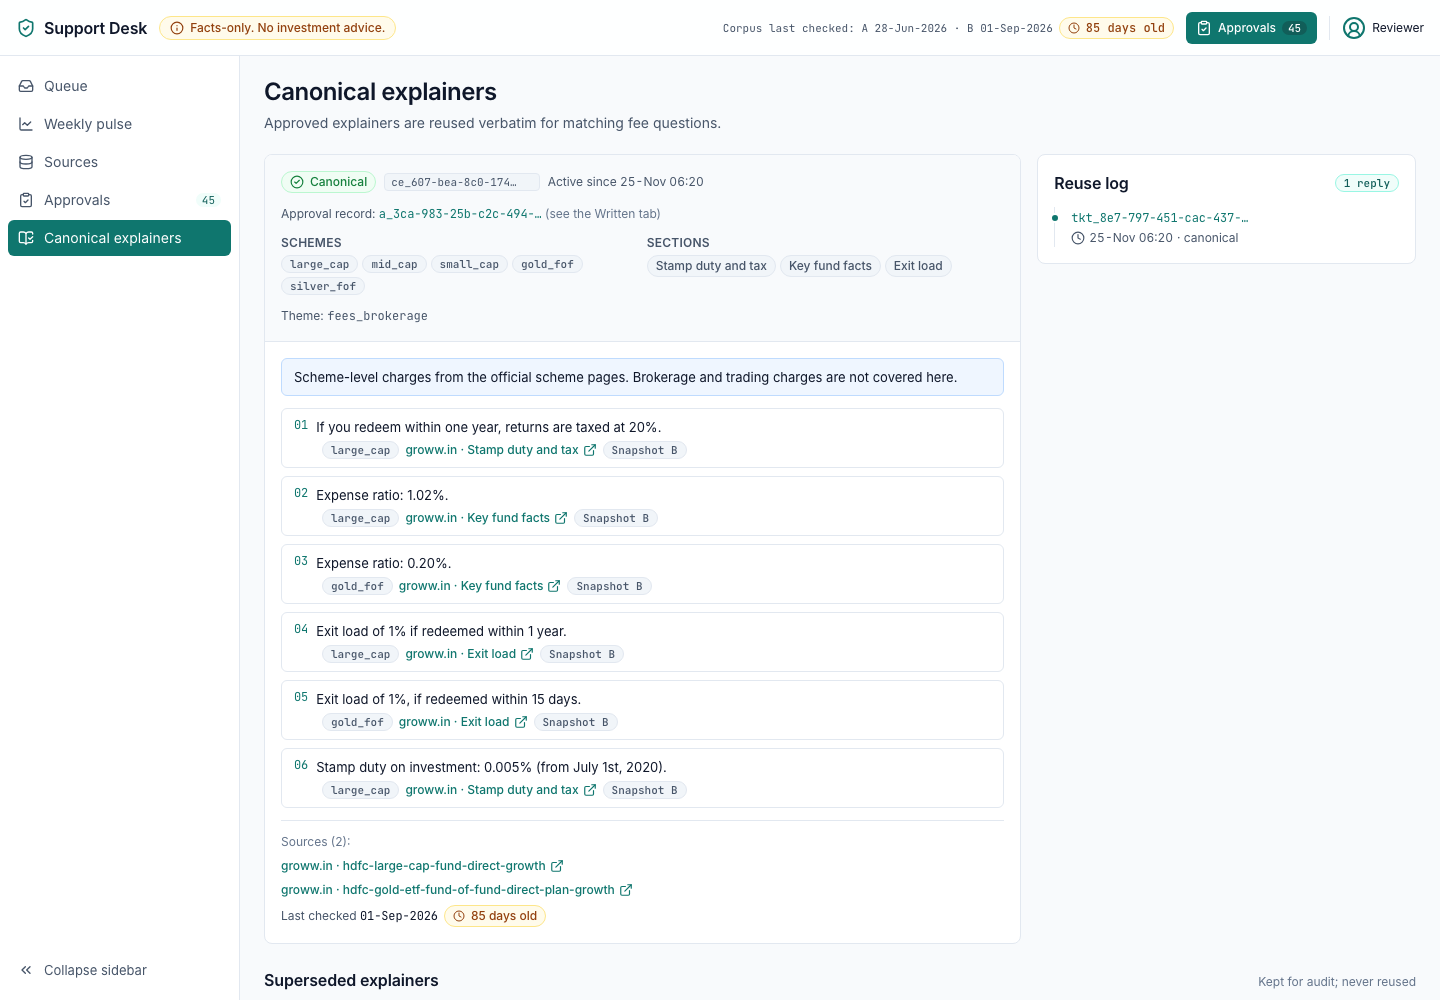 Support Desk
Facts-only. No investment advice.
Corpus last checked: A 28-Jun-2026 · B 01-Sep-2026
85 days old
Approvals 45
Reviewer
Queue
Weekly pulse
Sources
Approvals 45
Canonical explainers
Collapse sidebar
Canonical explainers
Approved explainers are reused verbatim for matching fee questions.
Canonical ce_607-bea-8c0-174… Active since 25-Nov 06:20
Approval record: a_3ca-983-25b-c2c-494-… (see the Written tab)
SCHEMES
large_cap mid_cap small_cap gold_fof
silver_fof
SECTIONS
Stamp duty and tax Key fund facts Exit load
Theme: fees_brokerage
Scheme-level charges from the official scheme pages. Brokerage and trading charges are not covered here.
01 If you redeem within one year, returns are taxed at 20%.
large_cap groww.in · Stamp duty and tax Snapshot B
02 Expense ratio: 1.02%.
large_cap groww.in · Key fund facts Snapshot B
03 Expense ratio: 0.20%.
gold_fof groww.in · Key fund facts Snapshot B
04 Exit load of 1% if redeemed within 1 year.
large_cap groww.in · Exit load Snapshot B
05 Exit load of 1%, if redeemed within 15 days.
gold_fof groww.in · Exit load Snapshot B
06 Stamp duty on investment: 0.005% (from July 1st, 2020).
large_cap groww.in · Stamp duty and tax Snapshot B
Sources (2):
groww.in · hdfc-large-cap-fund-direct-growth
groww.in · hdfc-gold-etf-fund-of-fund-direct-plan-growth
Last checked 01-Sep-2026 85 days old
Reuse log
1 reply
tkt_8e7-797-451-cac-437-…
25-Nov 06:20 · canonical
Superseded explainers
Kept for audit; never reused